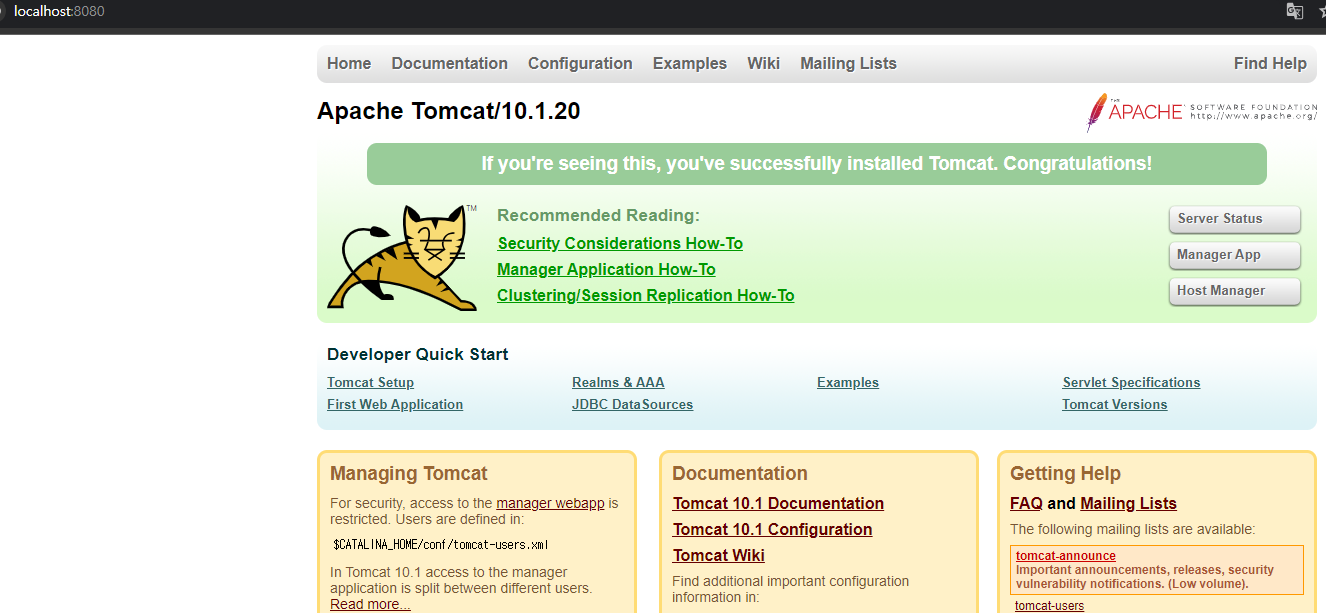 localhost:8080
Home Documentation Configuration Examples Wiki Mailing Lists Find Help
Apache Tomcat/10.1.20
THE APACHE SOFTWARE FOUNDATION
http://www.apache.org/
If you're seeing this, you've successfully installed Tomcat. Congratulations!
TM
Recommended Reading:
Security Considerations How-To
Manager Application How-To
Clustering/Session Replication How-To
Server Status
Manager App
Host Manager
Developer Quick Start
Tomcat Setup
First Web Application
Realms & AAA
JDBC DataSources
Examples
Servlet Specifications
Tomcat Versions
Managing Tomcat
For security, access to the manager webapp is
restricted. Users are defined in:
$CATALINA_HOME/conf/tomcat-users.xml
In Tomcat 10.1 access to the manager
application is split between different users.
Read more...
Documentation
Tomcat 10.1 Documentation
Tomcat 10.1 Configuration
Tomcat Wiki
Find additional important configuration
information in:
Getting Help
FAQ and Mailing Lists
The following mailing lists are available:
tomcat-announce
Important announcements, releases, security
vulnerability notifications. (Low volume).
tomcat-users